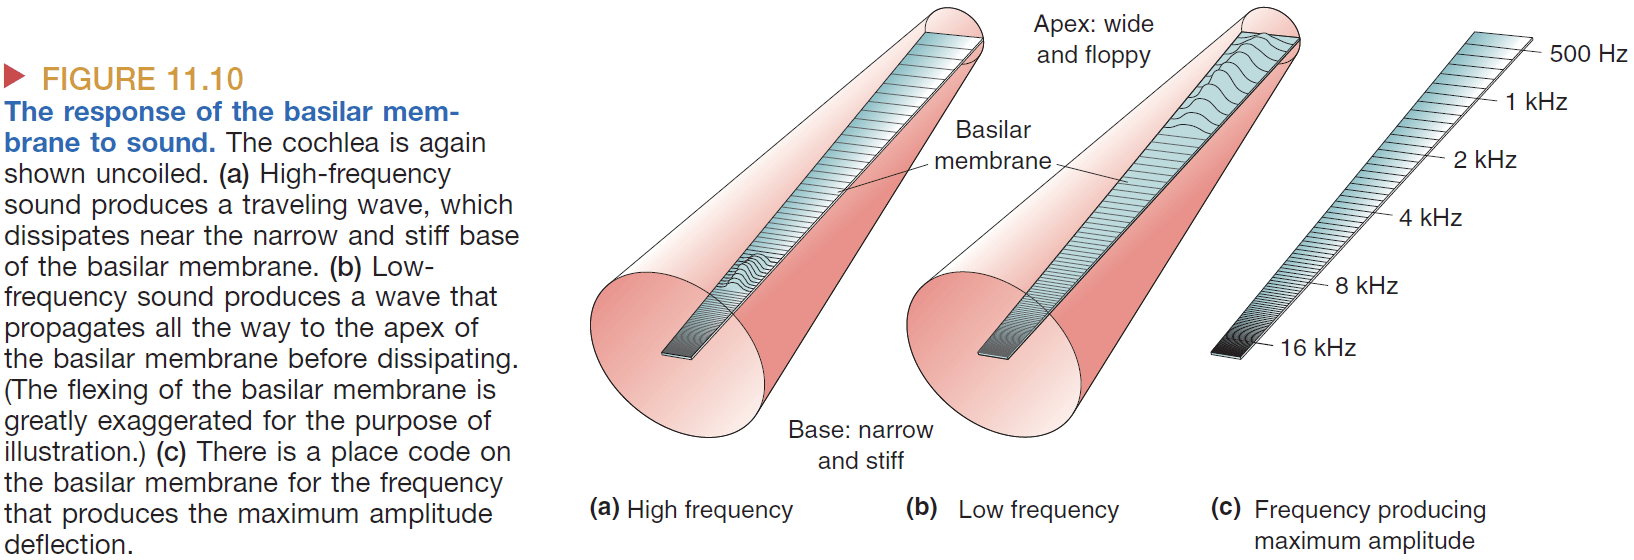 FIGURE 11.10
The response of the basilar mem-
brane to sound. The cochlea is again
shown uncoiled. (a) High-frequency
sound produces a traveling wave, which
dissipates near the narrow and stiff base
of the basilar membrane. (b) Low-
frequency sound produces a wave that
propagates all the way to the apex of
the basilar membrane before dissipating.
(The flexing of the basilar membrane is
greatly exaggerated for the purpose of
illustration.) (c) There is a place code on
the basilar membrane for the frequency
that produces the maximum amplitude
deflection.
Apex: wide
and floppy
Basilar
membrane
Base: narrow
and stiff
500 Hz
1 kHz
2 kHz
4 kHz
8 kHz
16 kHz
(a) High frequency
(b) Low frequency
(c) Frequency producing
maximum amplitude